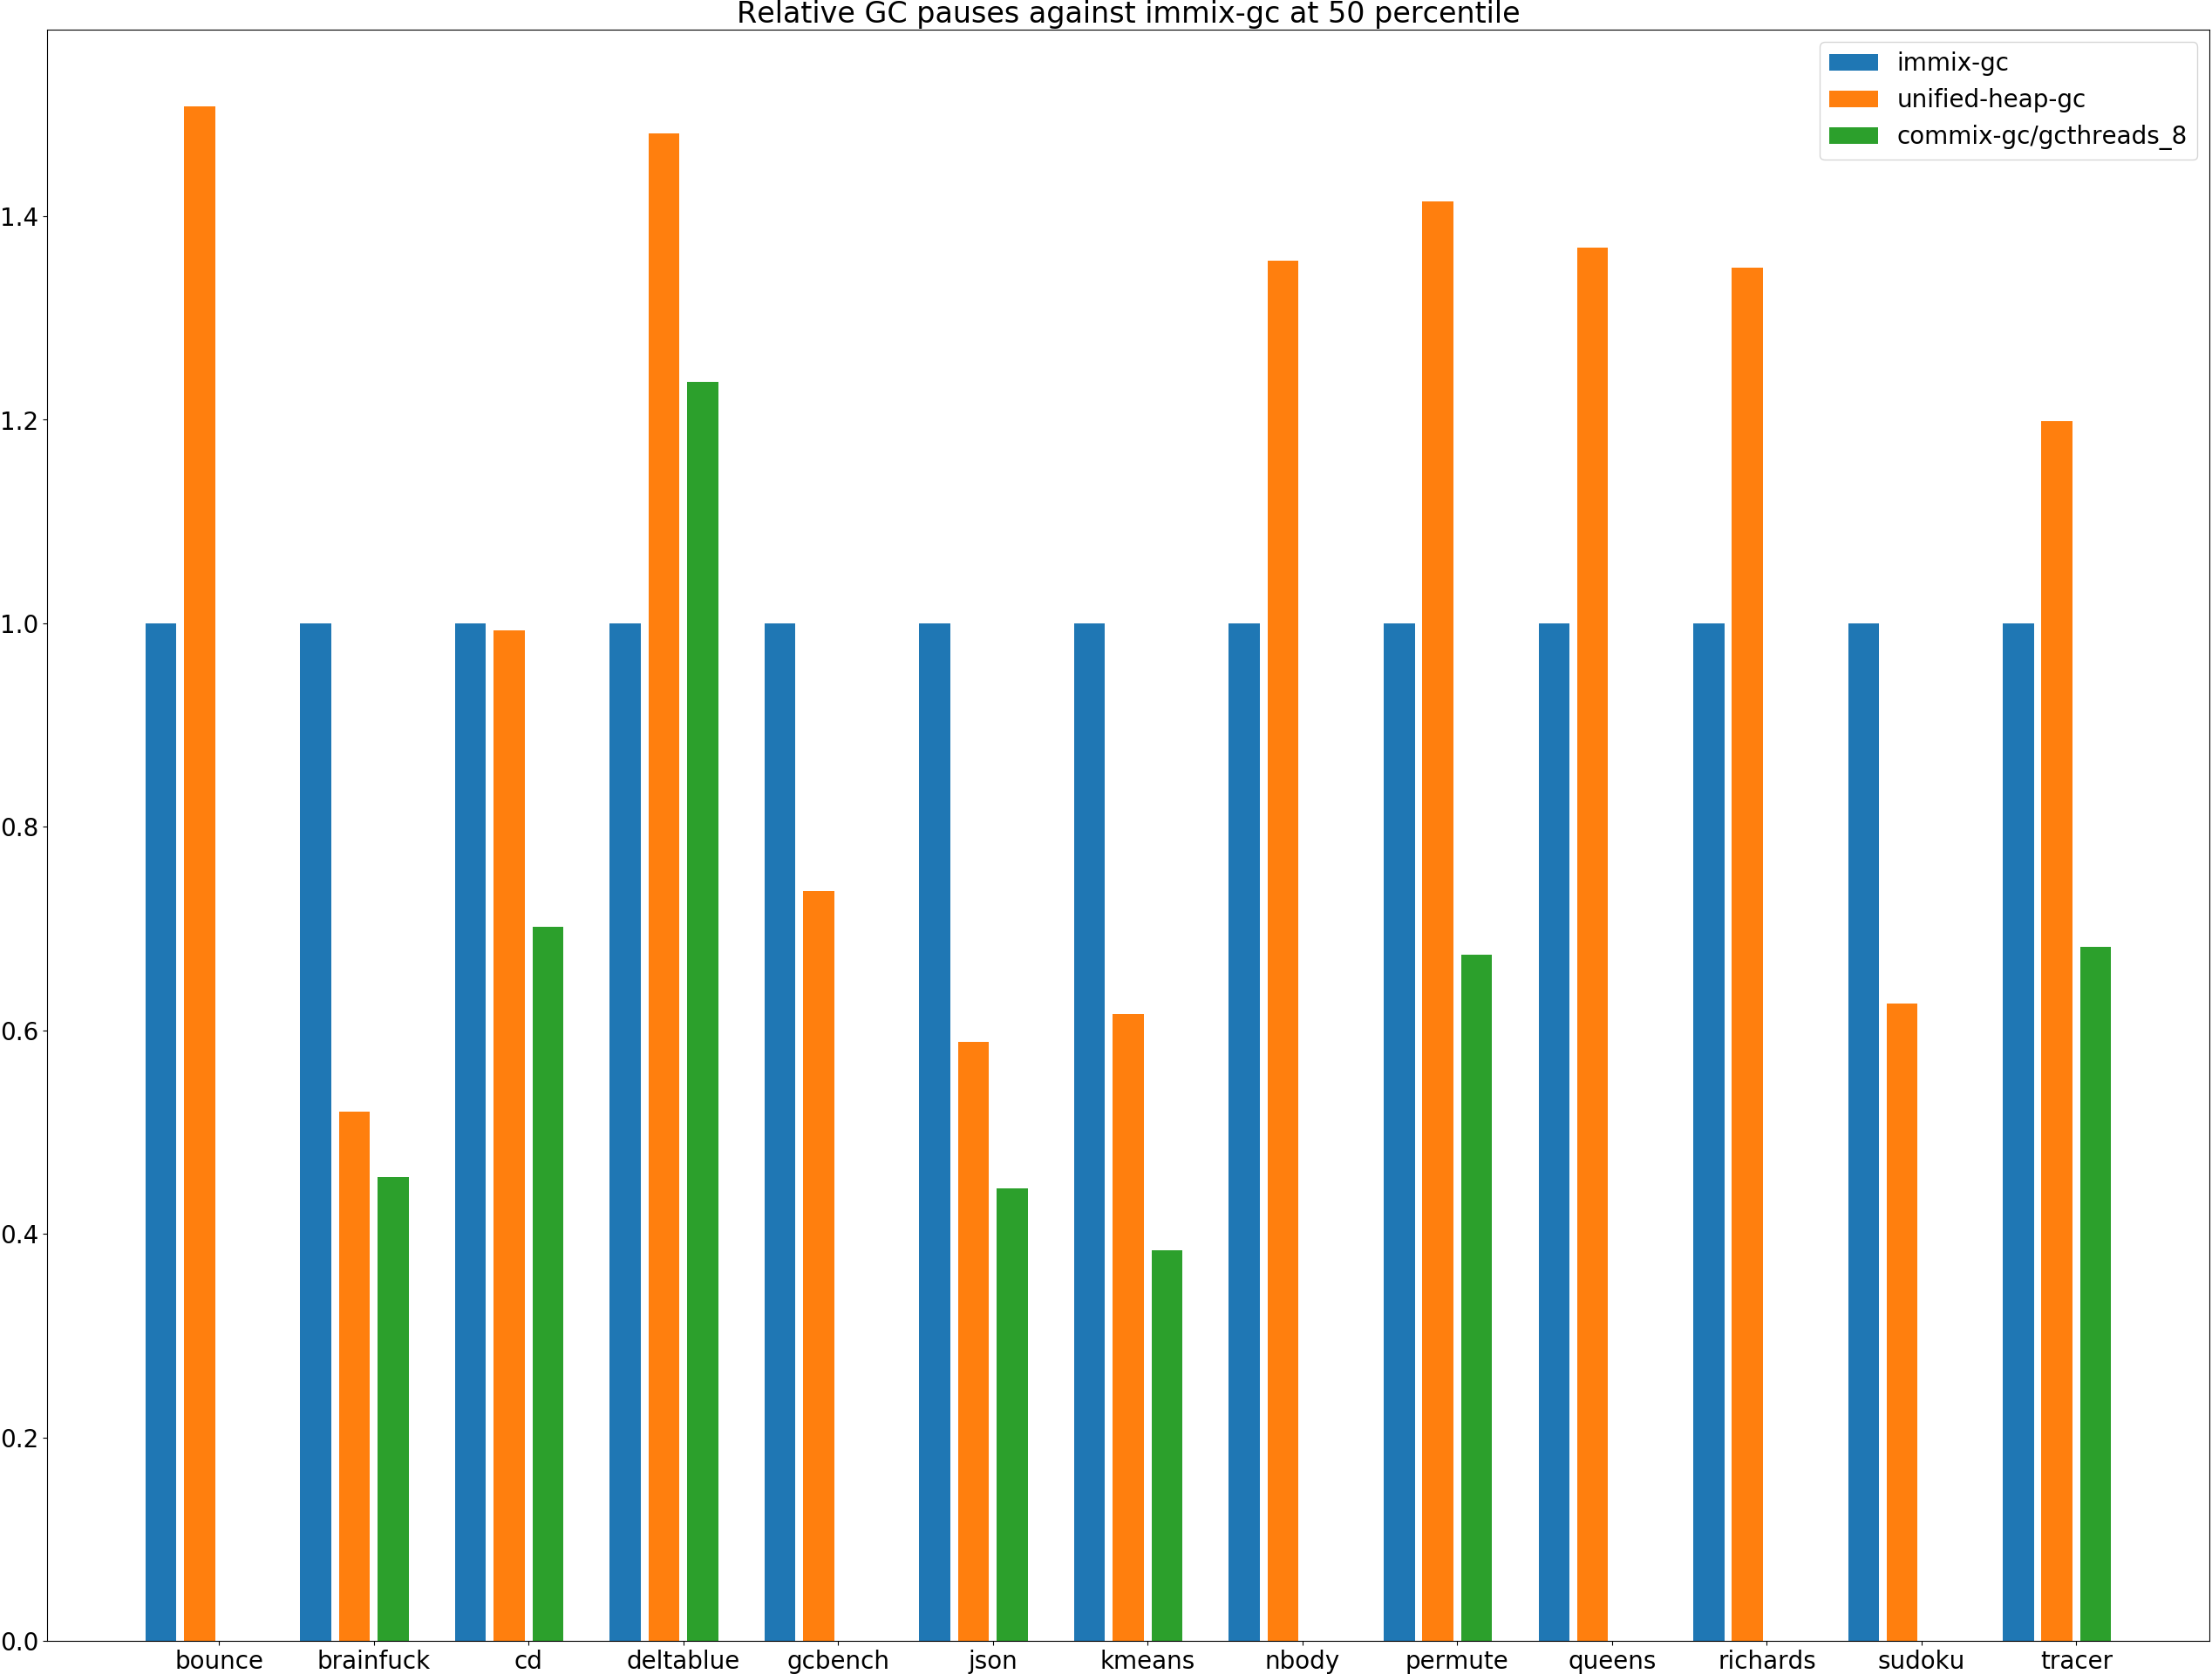 Relative GC pauses against immix-gc at 50 percentile
immix-gc
unified-heap-gc
commix-gc/gcthreads_8
1.4
1.2
1.0
0.8
0.6
0.4
0.2
0.0
bounce brainfuck cd deltablue gcbench json kmeans nbody permute queens richards sudoku tracer